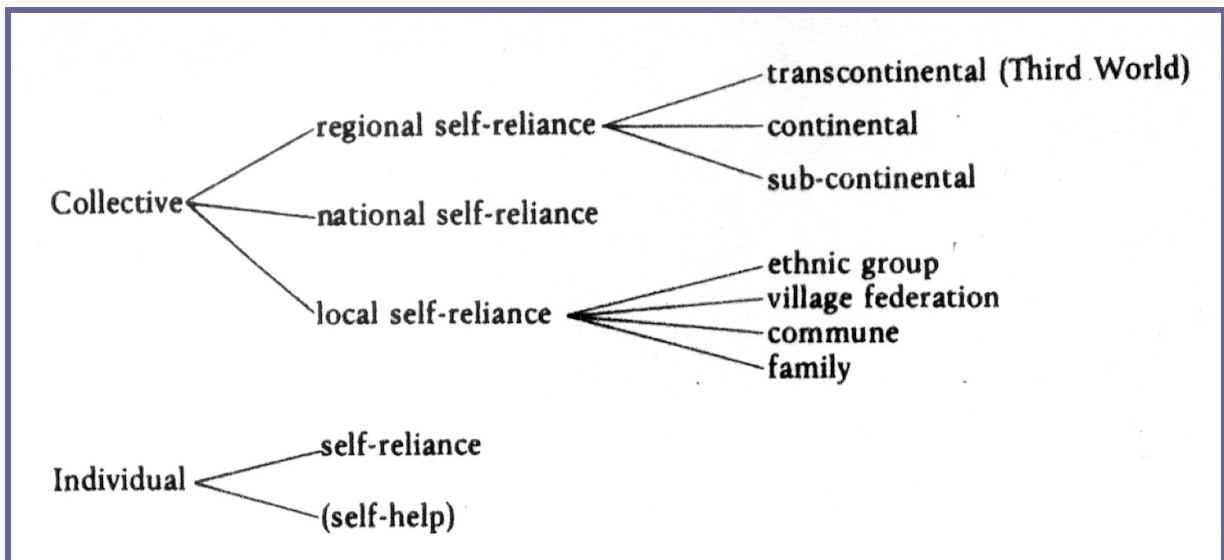 transcontinental (Third World)
regional self-reliance
continental
sub-continental
Collective
national self-reliance
ethnic group
village federation
local self-reliance
commune
family
self-reliance
Individual
(self-help)